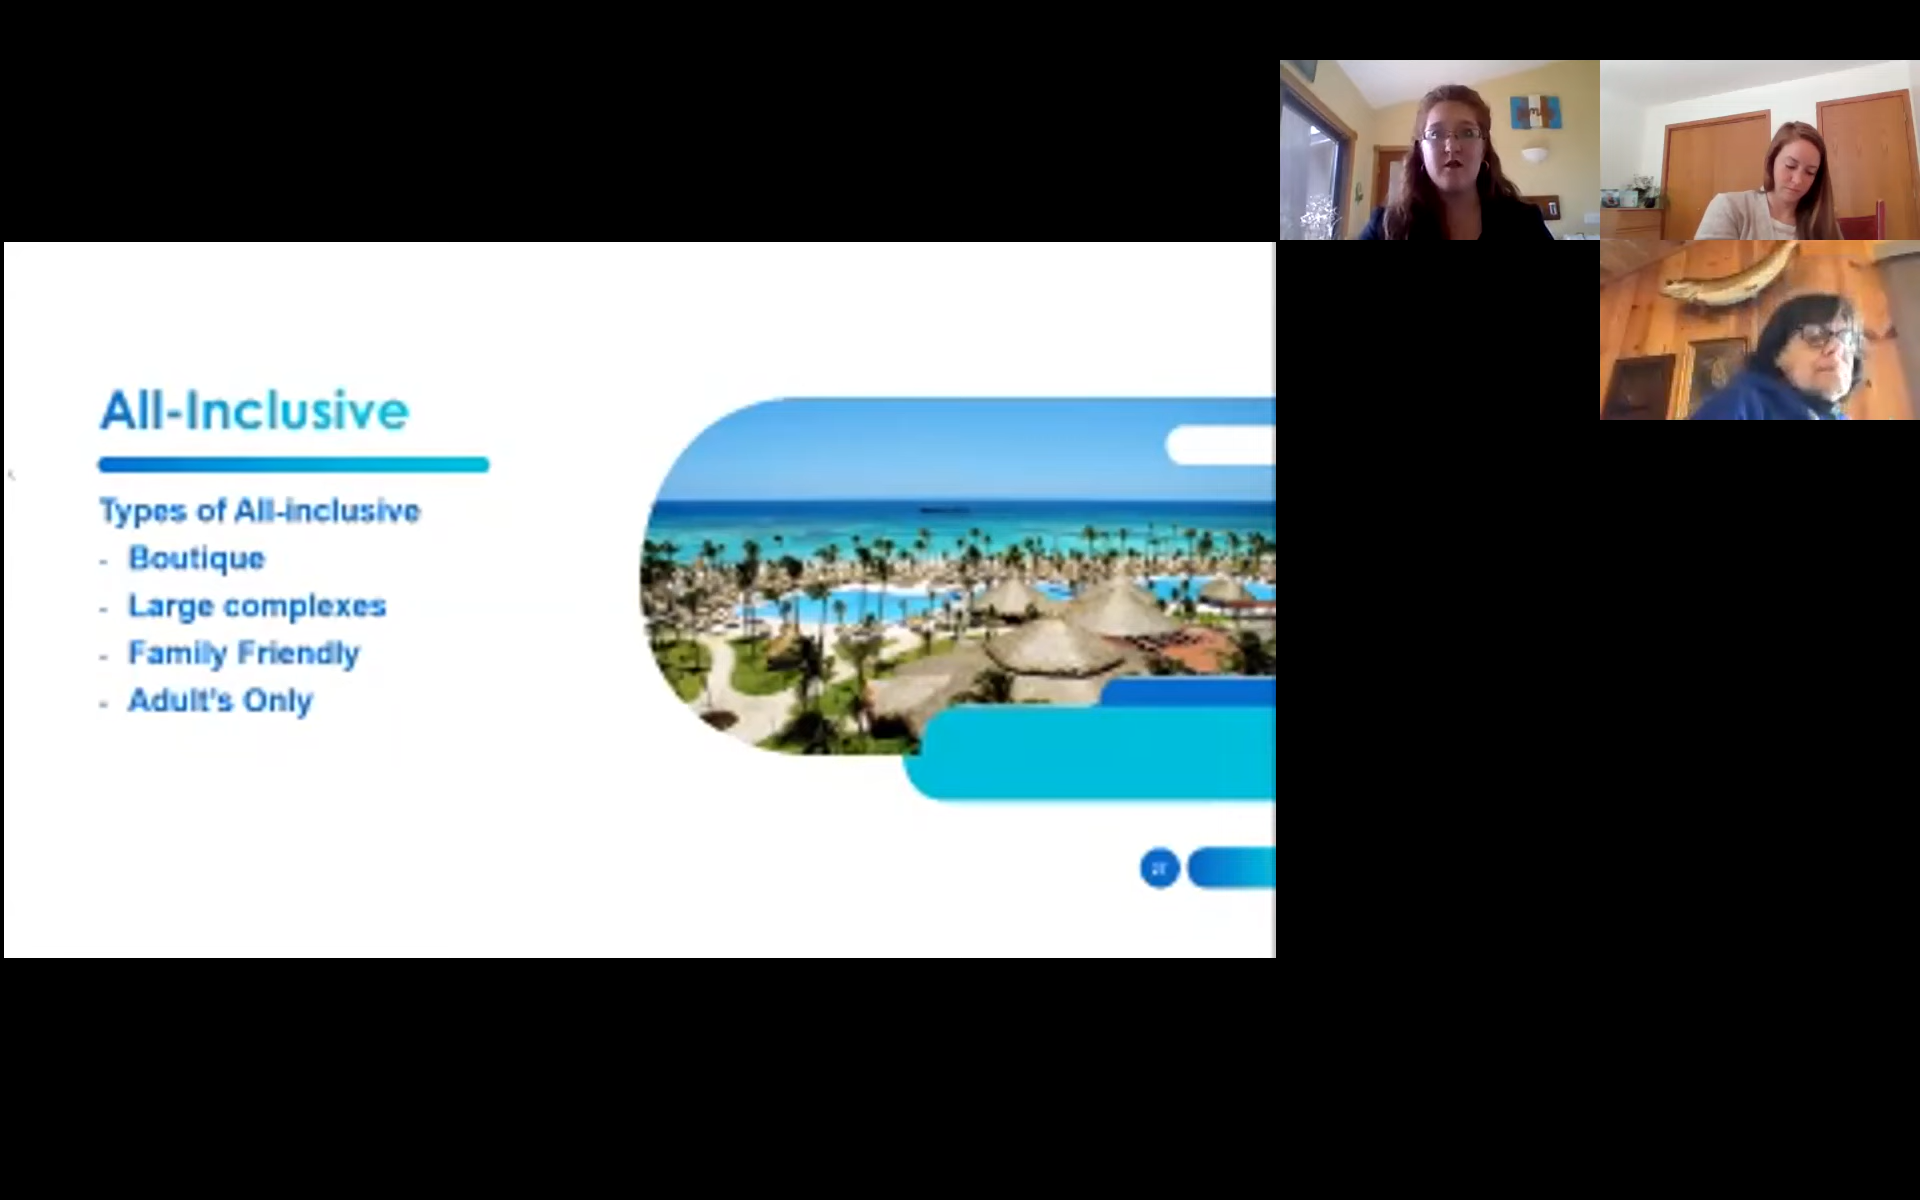 All-Inclusive
Types of All-inclusive
- Boutique
- Large complexes
- Family Friendly
- Adult's Only